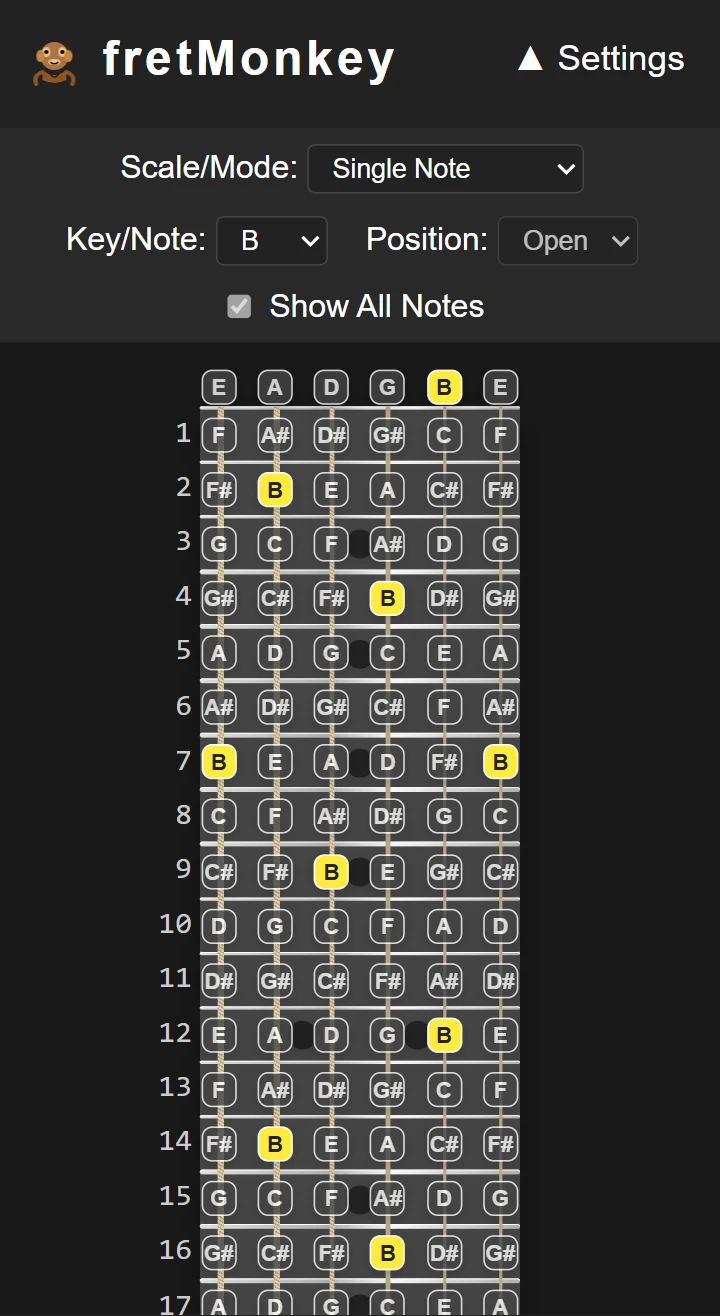 fretMonkey ▲ Settings
Scale/Mode: Single Note
Key/Note: B Position: Open
Show All Notes
E A D G B E
1 F A# D# G# C F
2 F# B E A C# F#
3 G C F A# D G
4 G# C# F# B D# G#
5 A D G C E A
6 A# D# G# C# F A#
7 B E A D F# B
8 C F A# D# G C
9 C# F# B E G# C#
10 D G C F A D
11 D# G# C# F# A# D#
12 E A D G B E
13 F A# D# G# C F
14 F# B E A C# F#
15 G C F A# D G
16 G# C# F# B D# G#
17 A D G C E A